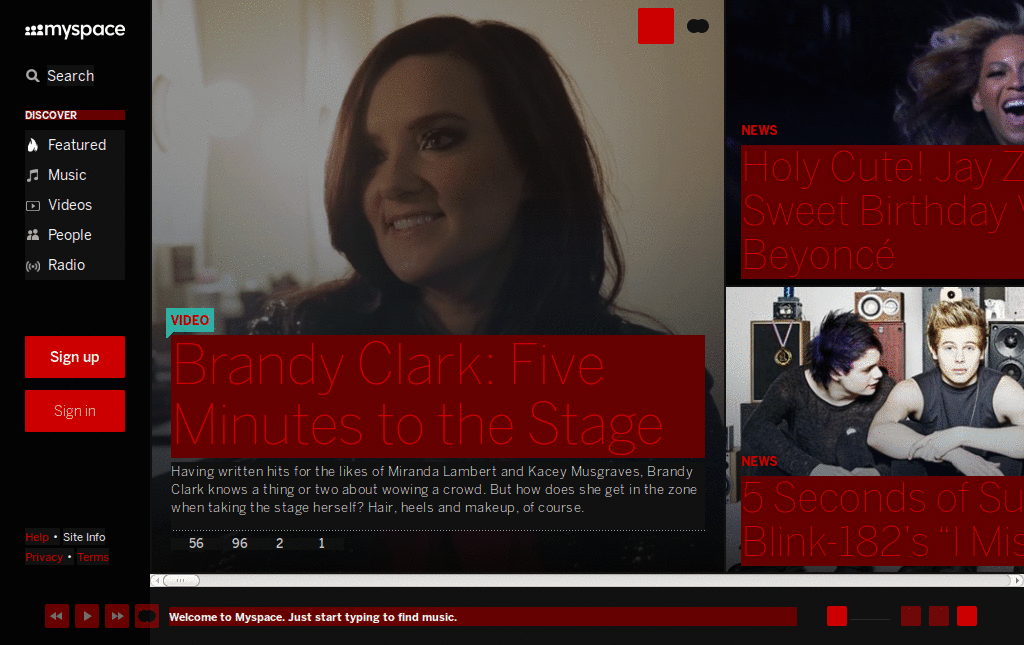 myspace
Search
DISCOVER
Featured
Music
Videos
People
Radio
Sign up
Sign in
Help • Site Info
Privacy • Terms
VIDEO
Brandy Clark: Five
Minutes to the Stage
Having written hits for the likes of Miranda Lambert and Kacey Musgraves, Brandy
Clark knows a thing or two about wowing a crowd. But how does she get in the zone
when taking the stage herself? Hair, heels and makeup, of course.
56 96 2 1
NEWS
Holy Cute! Jay Z
Sweet Birthday
Beyoncé
NEWS
5 Seconds of Su
Blink-182's "I Mis
Welcome to Myspace. Just start typing to find music.